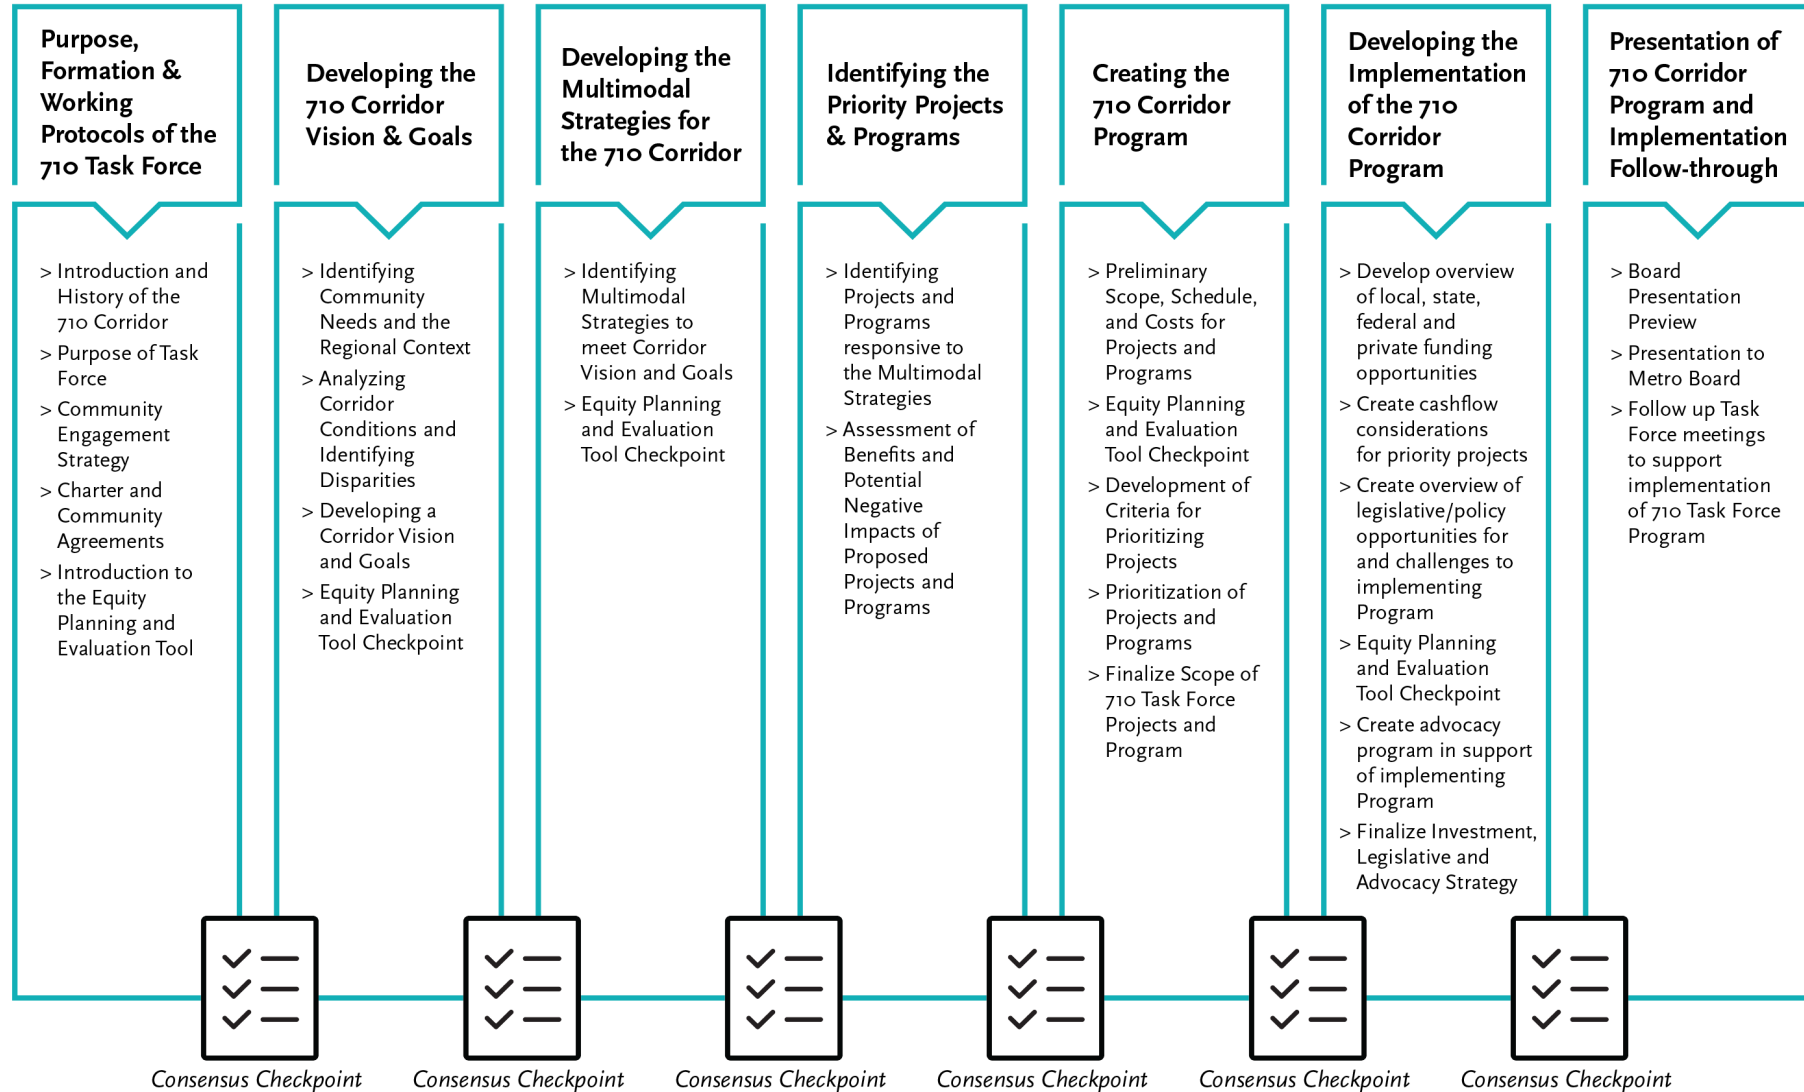 Purpose,
Formation &
Working
Protocols of the
710 Task Force
> Introduction and
History of the
710 Corridor
> Purpose of Task
Force
> Community
Engagement
Strategy
> Charter and
Community
Agreements
> Introduction to
the Equity
Planning and
Evaluation Tool
Developing the
710 Corridor
Vision & Goals
> Identifying
Community
Needs and the
Regional Context
> Analyzing
Corridor
Conditions and
Identifying
Disparities
> Developing a
Corridor Vision
and Goals
> Equity Planning
and Evaluation
Tool Checkpoint
Developing the
Multimodal
Strategies for
the 710 Corridor
> Identifying
Multimodal
Strategies to
meet Corridor
Vision and Goals
> Equity Planning
and Evaluation
Tool Checkpoint
Identifying the
Priority Projects
& Programs
> Identifying
Projects and
Programs
responsive to
the Multimodal
Strategies
> Assessment of
Benefits and
Potential
Negative
Impacts of
Proposed
Projects and
Programs
Creating the
710 Corridor
Program
> Preliminary
Scope, Schedule,
and Costs for
Projects and
Programs
> Equity Planning
and Evaluation
Tool Checkpoint
> Development of
Criteria for
Prioritizing
Projects
> Prioritization of
Projects and
Programs
> Finalize Scope of
710 Task Force
Projects and
Program
Developing the
Implementation
of the 710
Corridor
Program
> Develop overview
of local, state,
federal and
private funding
opportunities
> Create cashflow
considerations
for priority projects
> Create overview of
legislative/policy
opportunities for
and challenges to
implementing
Program
> Equity Planning
and Evaluation
Tool Checkpoint
> Create advocacy
program in support
of implementing
Program
> Finalize Investment,
Legislative and
Advocacy Strategy
Presentation of
710 Corridor
Program and
Implementation
Follow-through
> Board
Presentation
Preview
> Presentation to
Metro Board
> Follow up Task
Force meetings
to support
implementation
of 710 Task Force
Program
Consensus Checkpoint
Consensus Checkpoint
Consensus Checkpoint
Consensus Checkpoint
Consensus Checkpoint
Consensus Checkpoint